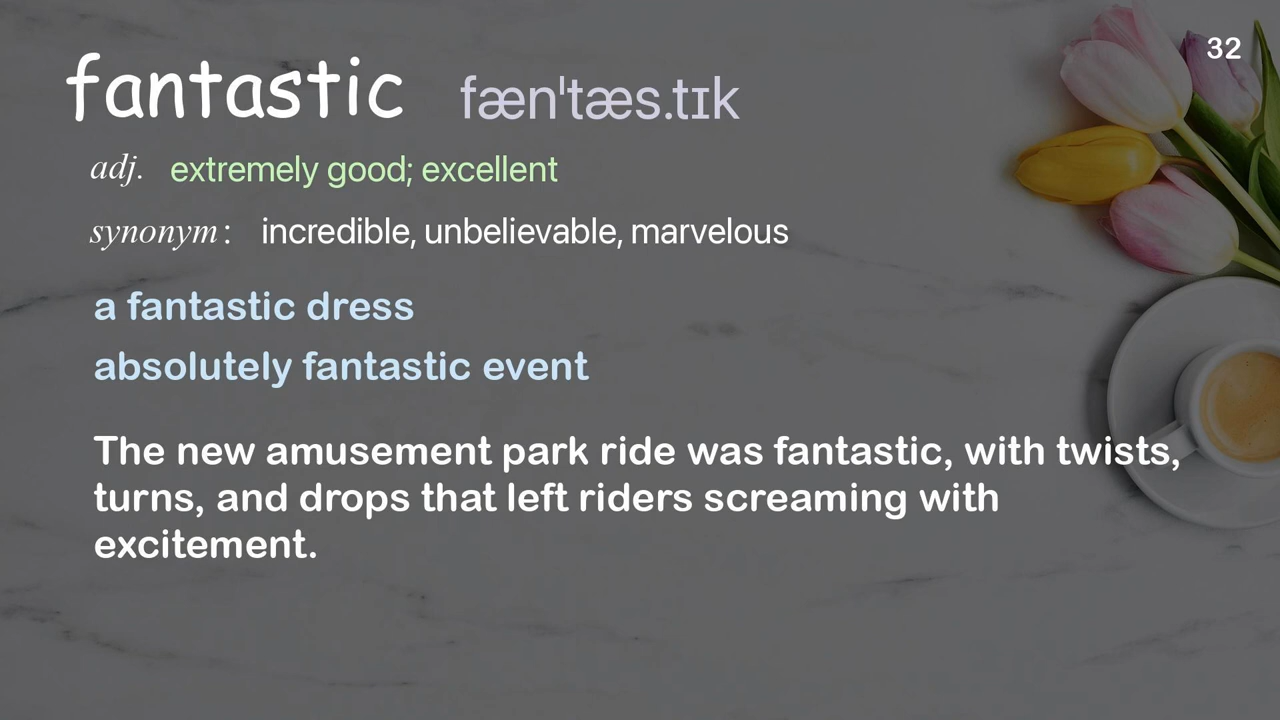 32
fantastic fæn'tæs.tɪk
adj. extremely good; excellent
synonym: incredible, unbelievable, marvelous
a fantastic dress
absolutely fantastic event
The new amusement park ride was fantastic, with twists,
turns, and drops that left riders screaming with
excitement.